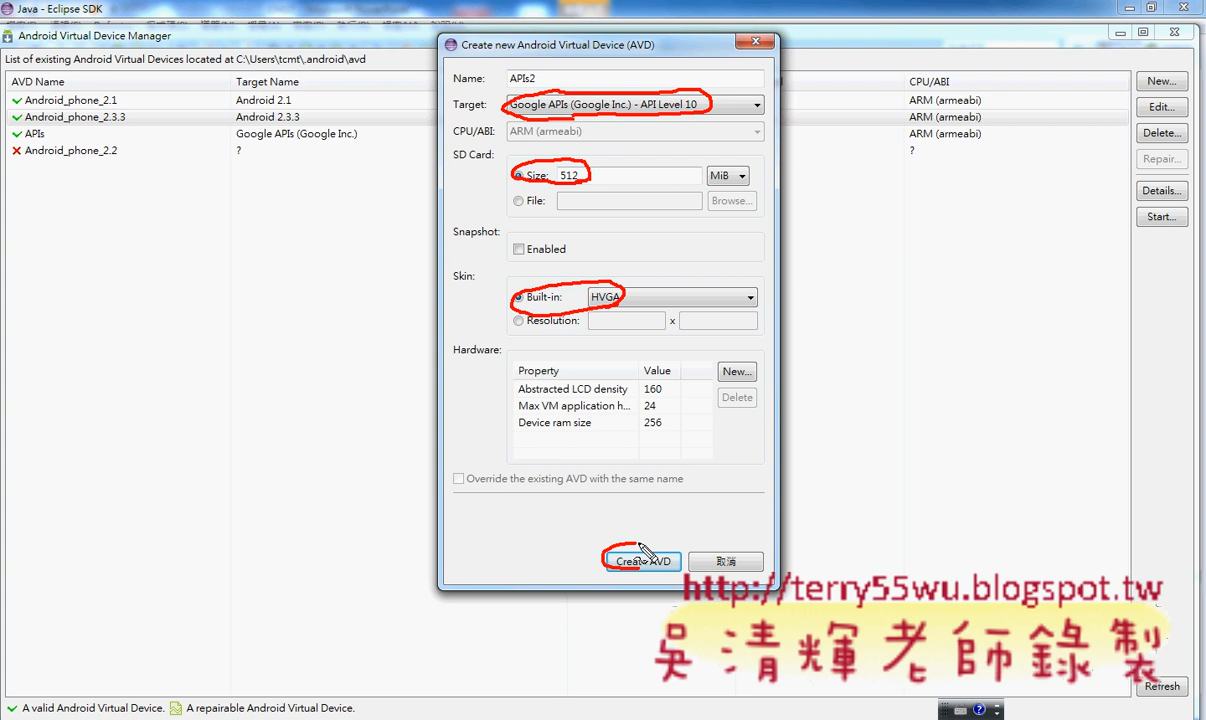 Java - Eclipse SDK
Android Virtual Device Manager
List of existing Android Virtual Devices located at C:\Users\tcmt\.android\avd
AVD Name Target Name CPU/ABI
Android_phone_2.1 Android 2.1 ARM (armeabi)
Android_phone_2.3.3 Android 2.3.3 ARM (armeabi)
APIs Google APIs (Google Inc.) ARM (armeabi)
Android_phone_2.2 ? ?
New...
Edit...
Delete...
Repair...
Details...
Start...
Refresh
Create new Android Virtual Device (AVD)
Name: APIs2
Target: Google APIs (Google Inc.) - API Level 10
CPU/ABI: ARM (armeabi)
SD Card:
Size: 512 MiB
File: Browse...
Snapshot:
Enabled
Skin:
Built-in: HVGA
Resolution: x
Hardware:
Property Value New...
Abstracted LCD density 160
Delete
Max VM application h... 24
Device ram size 256
Override the existing AVD with the same name
Create AVD 取消
http://terry55wu.blogspot.tw
吳清輝老師錄製
A valid Android Virtual Device. A repairable Android Virtual Device.